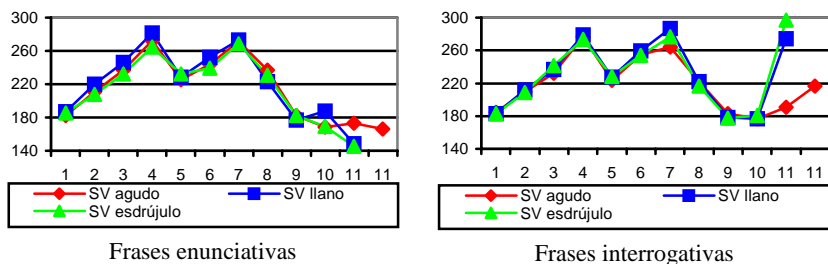 300
260
220
180
140
1 2 3 4 5 6 7 8 9 10 11 11
SV agudo SV llano
SV esdrújulo
Frases enunciativas
300
260
220
180
140
1 2 3 4 5 6 7 8 9 10 11 11
SV agudo SV llano
SV esdrújulo
Frases interrogativas